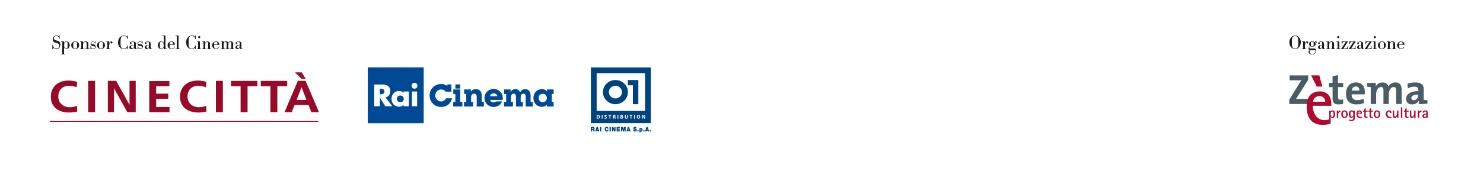 Sponsor Casa del Cinema
CINECITTÀ
Rai Cinema
01
DISTRIBUTION
RAI CINEMA S.p.A.
Organizzazione
Zètema
progetto cultura